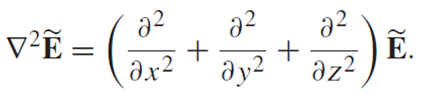 ∇²Ẽ = (∂²/∂x² + ∂²/∂y² + ∂²/∂z²) Ẽ.